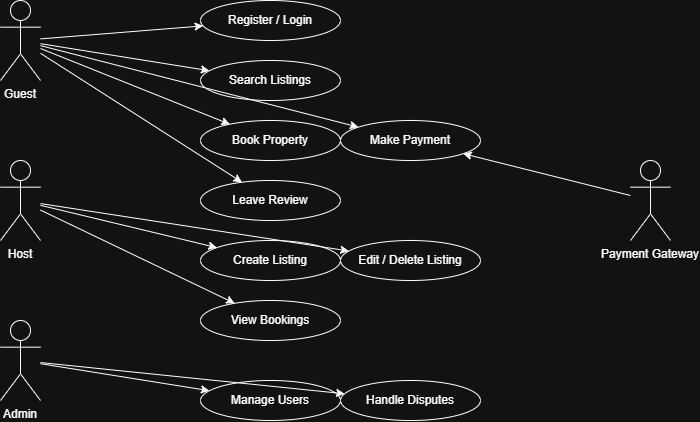 Register / Login
Guest
Search Listings
Book Property
Make Payment
Leave Review
Host
Create Listing
Edit / Delete Listing
Payment Gateway
View Bookings
Admin
Manage Users
Handle Disputes